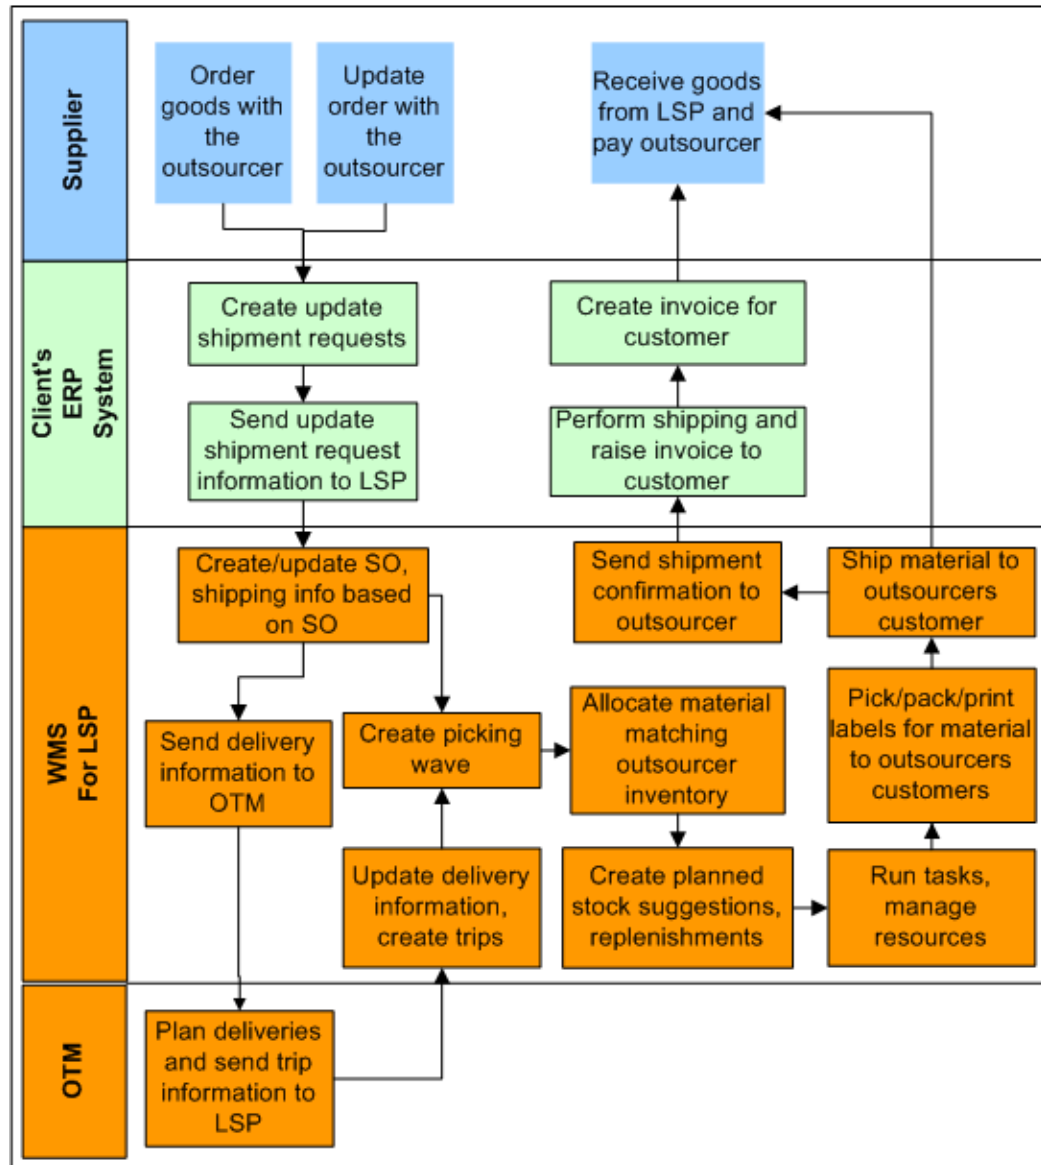 Supplier
Order
goods with
the
outsourcer
Update
order with
the
outsourcer
Receive goods
from LSP and
pay outsourcer
Client's
ERP
System
Create update
shipment requests
Create invoice for
customer
Send update
shipment request
information to LSP
Perform shipping and
raise invoice to
customer
WMS
For LSP
Create/update SO,
shipping info based
on SO
Send shipment
confirmation to
outsourcer
Ship material to
outsourcers
customer
Send delivery
information to
OTM
Create picking
wave
Allocate material
matching
outsourcer
inventory
Pick/pack/print
labels for material
to outsourcers
customers
Update delivery
information,
create trips
Create planned
stock suggestions,
replenishments
Run tasks,
manage
resources
OTM
Plan deliveries
and send trip
information to
LSP